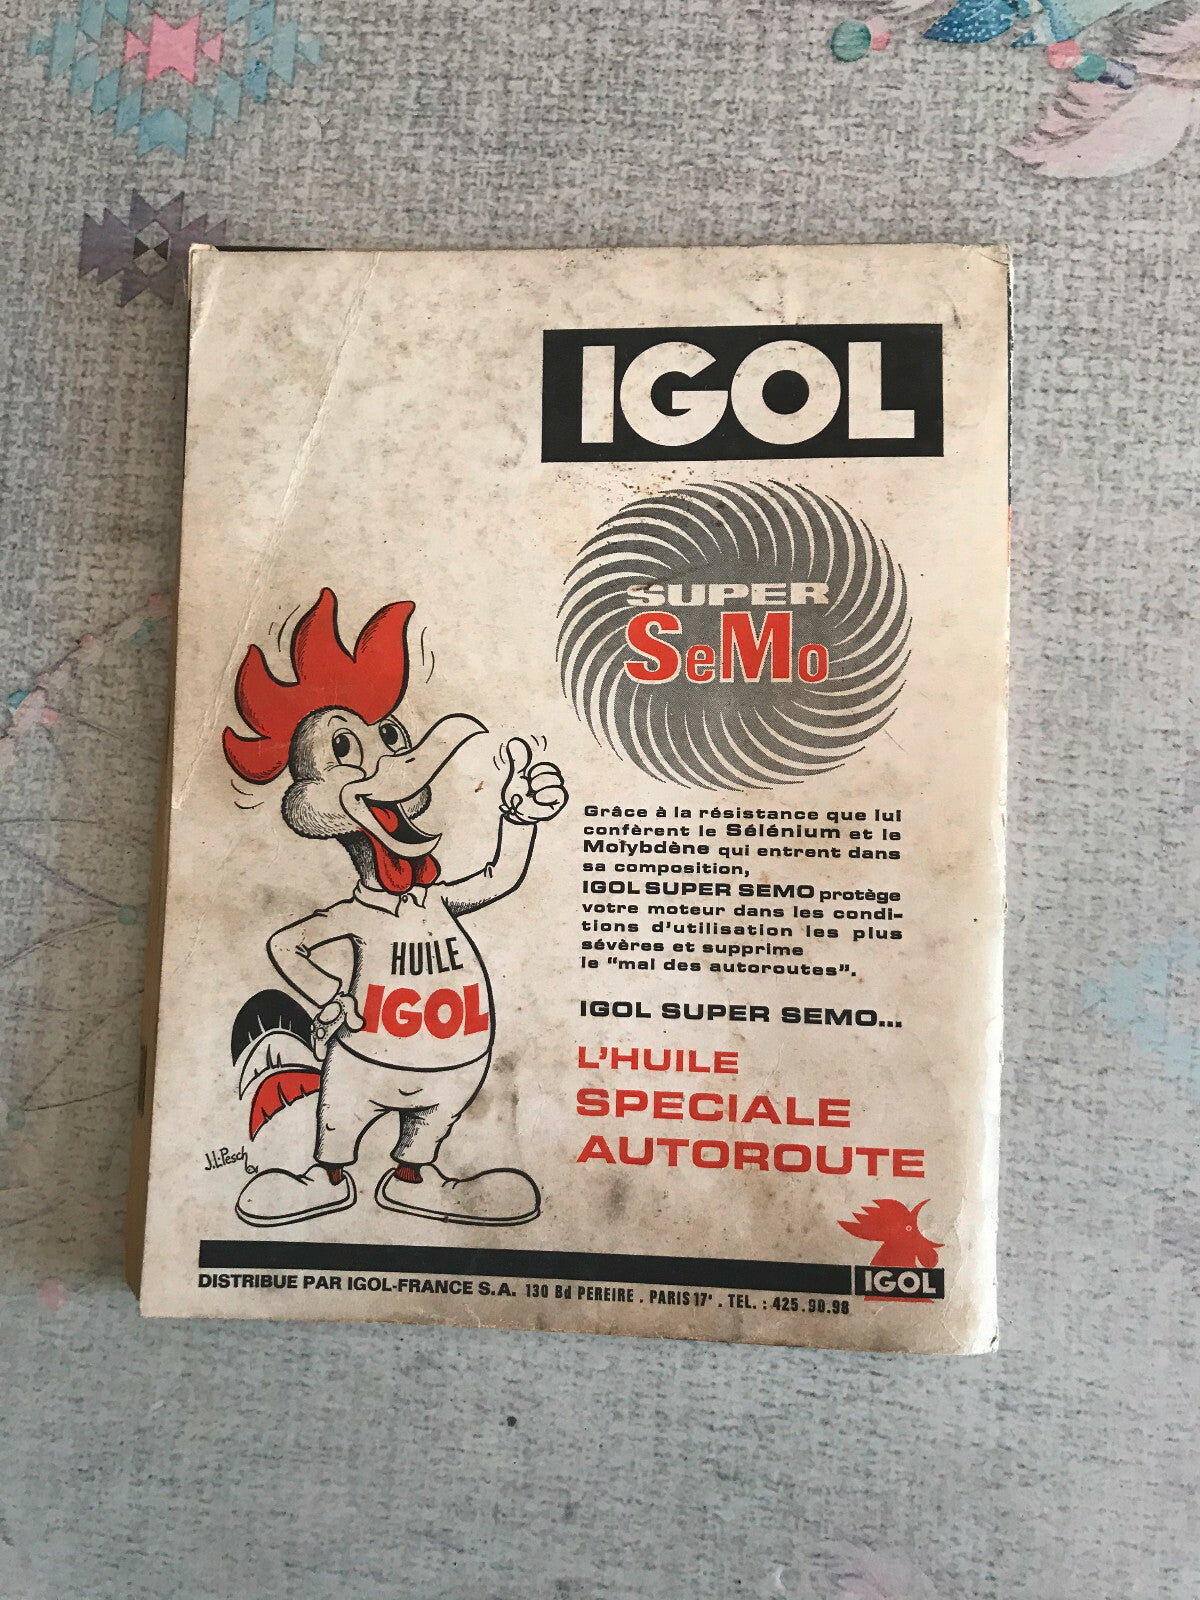 IGOL
SUPER
SeMo
Grâce à la résistance que lui
confèrent le Sélénium et le
Molybdène qui entrent dans
sa composition,
IGOL SUPER SEMO protège
votre moteur dans les condi-
tions d'utilisation les plus
sévères et supprime
le "mal des autoroutes".
IGOL SUPER SEMO...
L'HUILE
SPECIALE
AUTOROUTE
HUILE
IGOL
J.L.Pesch
IGOL
DISTRIBUE PAR IGOL-FRANCE S.A. 130 Bd PEREIRE . PARIS 17e . TEL. : 425.90.98